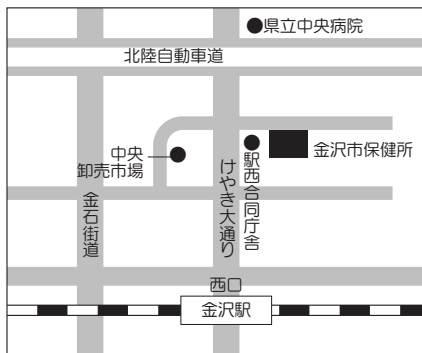 県立中央病院
北陸自動車道
中央
卸売市場
金沢市保健所
駅西合同庁舎
けやき大通り
金石街道
西口
金沢駅